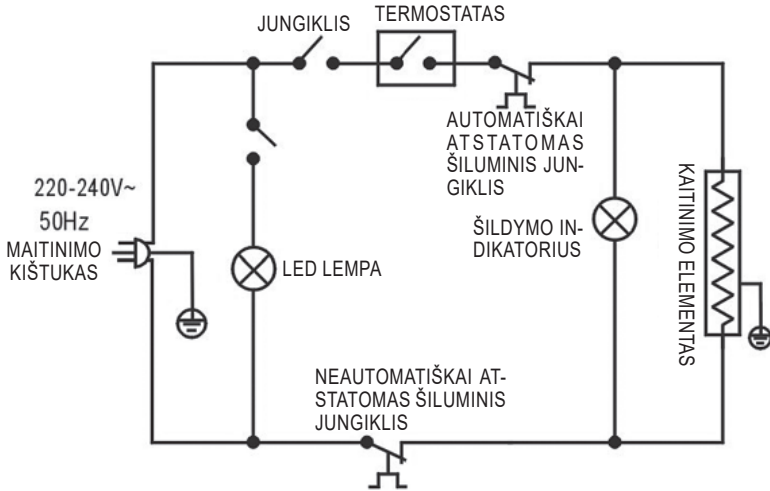 JUNGIKLIS
TERMOSTATAS
AUTOMATIŠKAI
ATSTATOMAS
ŠILUMINIS JUN-
GIKLIS
220-240V~
50Hz
MAITINIMO
KIŠTUKAS
LED LEMPA
ŠILDYMO IN-
DIKATORIUS
KAITINIMO ELEMENTAS
NEAUTOMATIŠKAI AT-
STATOMAS ŠILUMINIS
JUNGIKLIS